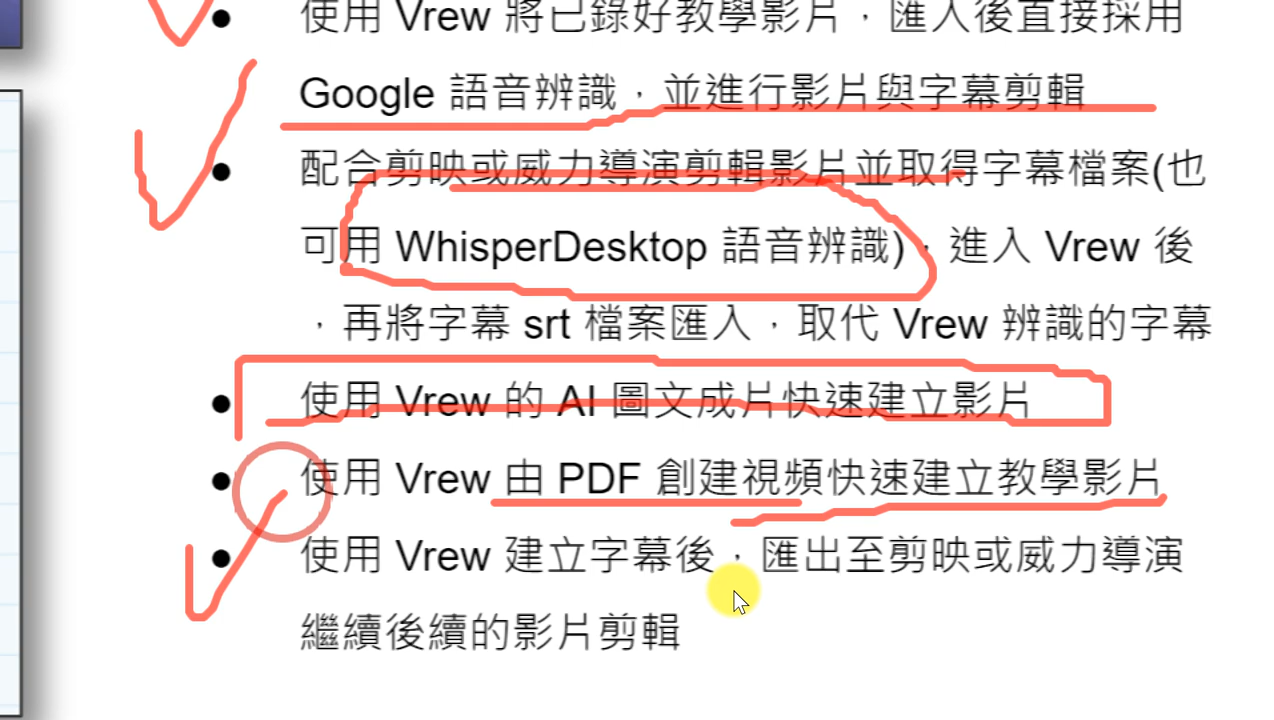 使用 Vrew 將已錄好教學影片，匯入後直接採用
Google 語音辨識，並進行影片與字幕剪輯
配合剪映或威力導演剪輯影片並取得字幕檔案(也
可用 WhisperDesktop 語音辨識)，進入 Vrew 後
，再將字幕 srt 檔案匯入，取代 Vrew 辨識的字幕
使用 Vrew 的 AI 圖文成片快速建立影片
使用 Vrew 由 PDF 創建視頻快速建立教學影片
使用 Vrew 建立字幕後，匯出至剪映或威力導演
繼續後續的影片剪輯